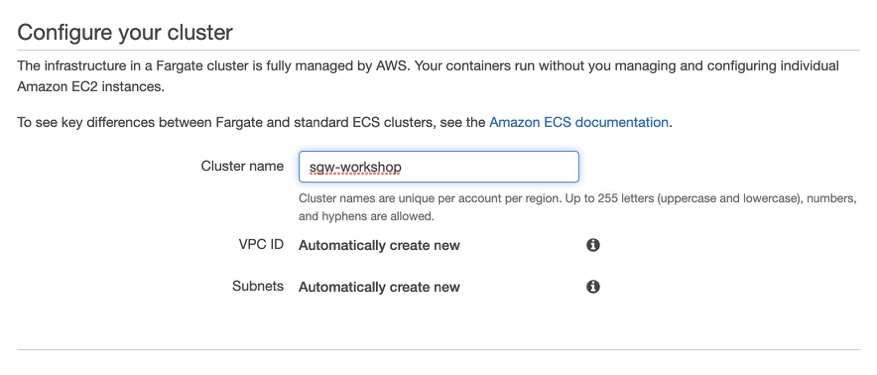 Configure your cluster
The infrastructure in a Fargate cluster is fully managed by AWS. Your containers run without you managing and configuring individual
Amazon EC2 instances.
To see key differences between Fargate and standard ECS clusters, see the Amazon ECS documentation.
Cluster name sgw-workshop
Cluster names are unique per account per region. Up to 255 letters (uppercase and lowercase), numbers,
and hyphens are allowed.
VPC ID Automatically create new
Subnets Automatically create new